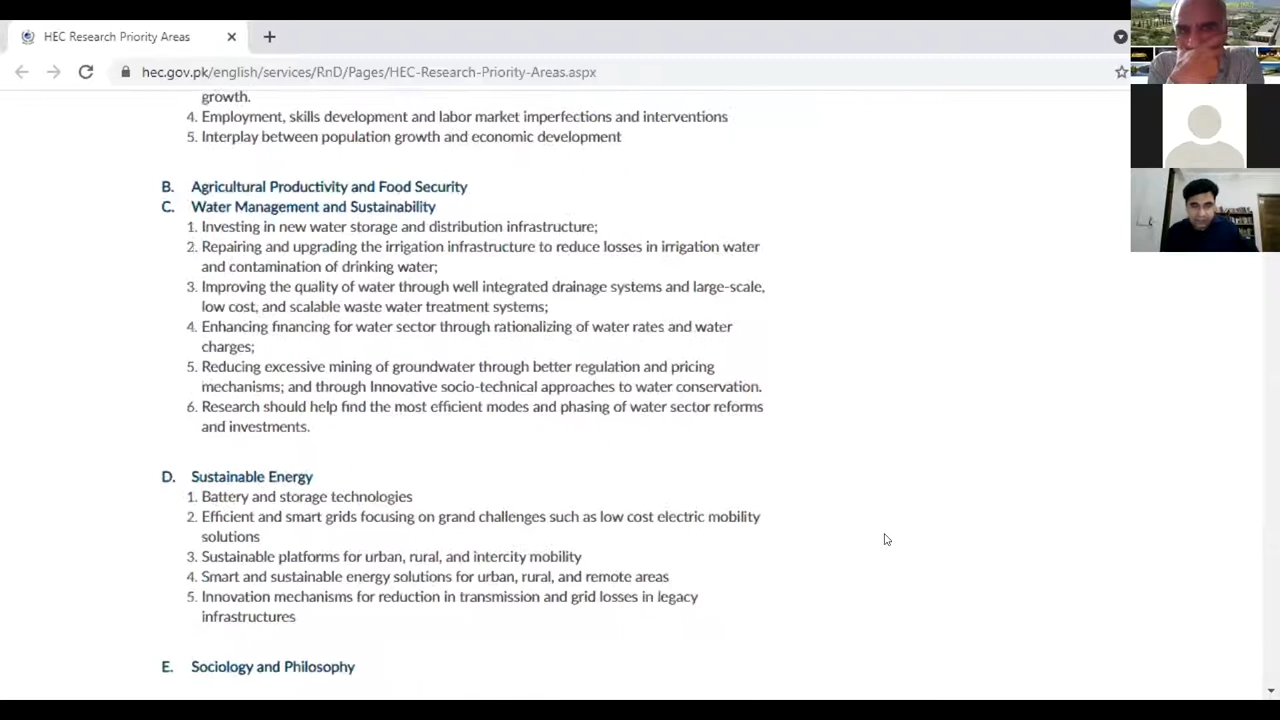 HEC Research Priority Areas
hec.gov.pk/english/services/RnD/Pages/HEC-Research-Priority-Areas.aspx
growth.
4. Employment, skills development and labor market imperfections and interventions
5. Interplay between population growth and economic development
B. Agricultural Productivity and Food Security
C. Water Management and Sustainability
1. Investing in new water storage and distribution infrastructure;
2. Repairing and upgrading the irrigation infrastructure to reduce losses in irrigation water
and contamination of drinking water;
3. Improving the quality of water through well integrated drainage systems and large-scale,
low cost, and scalable waste water treatment systems;
4. Enhancing financing for water sector through rationalizing of water rates and water
charges;
5. Reducing excessive mining of groundwater through better regulation and pricing
mechanisms; and through Innovative socio-technical approaches to water conservation.
6. Research should help find the most efficient modes and phasing of water sector reforms
and investments.
D. Sustainable Energy
1. Battery and storage technologies
2. Efficient and smart grids focusing on grand challenges such as low cost electric mobility
solutions
3. Sustainable platforms for urban, rural, and intercity mobility
4. Smart and sustainable energy solutions for urban, rural, and remote areas
5. Innovation mechanisms for reduction in transmission and grid losses in legacy
infrastructures
E. Sociology and Philosophy